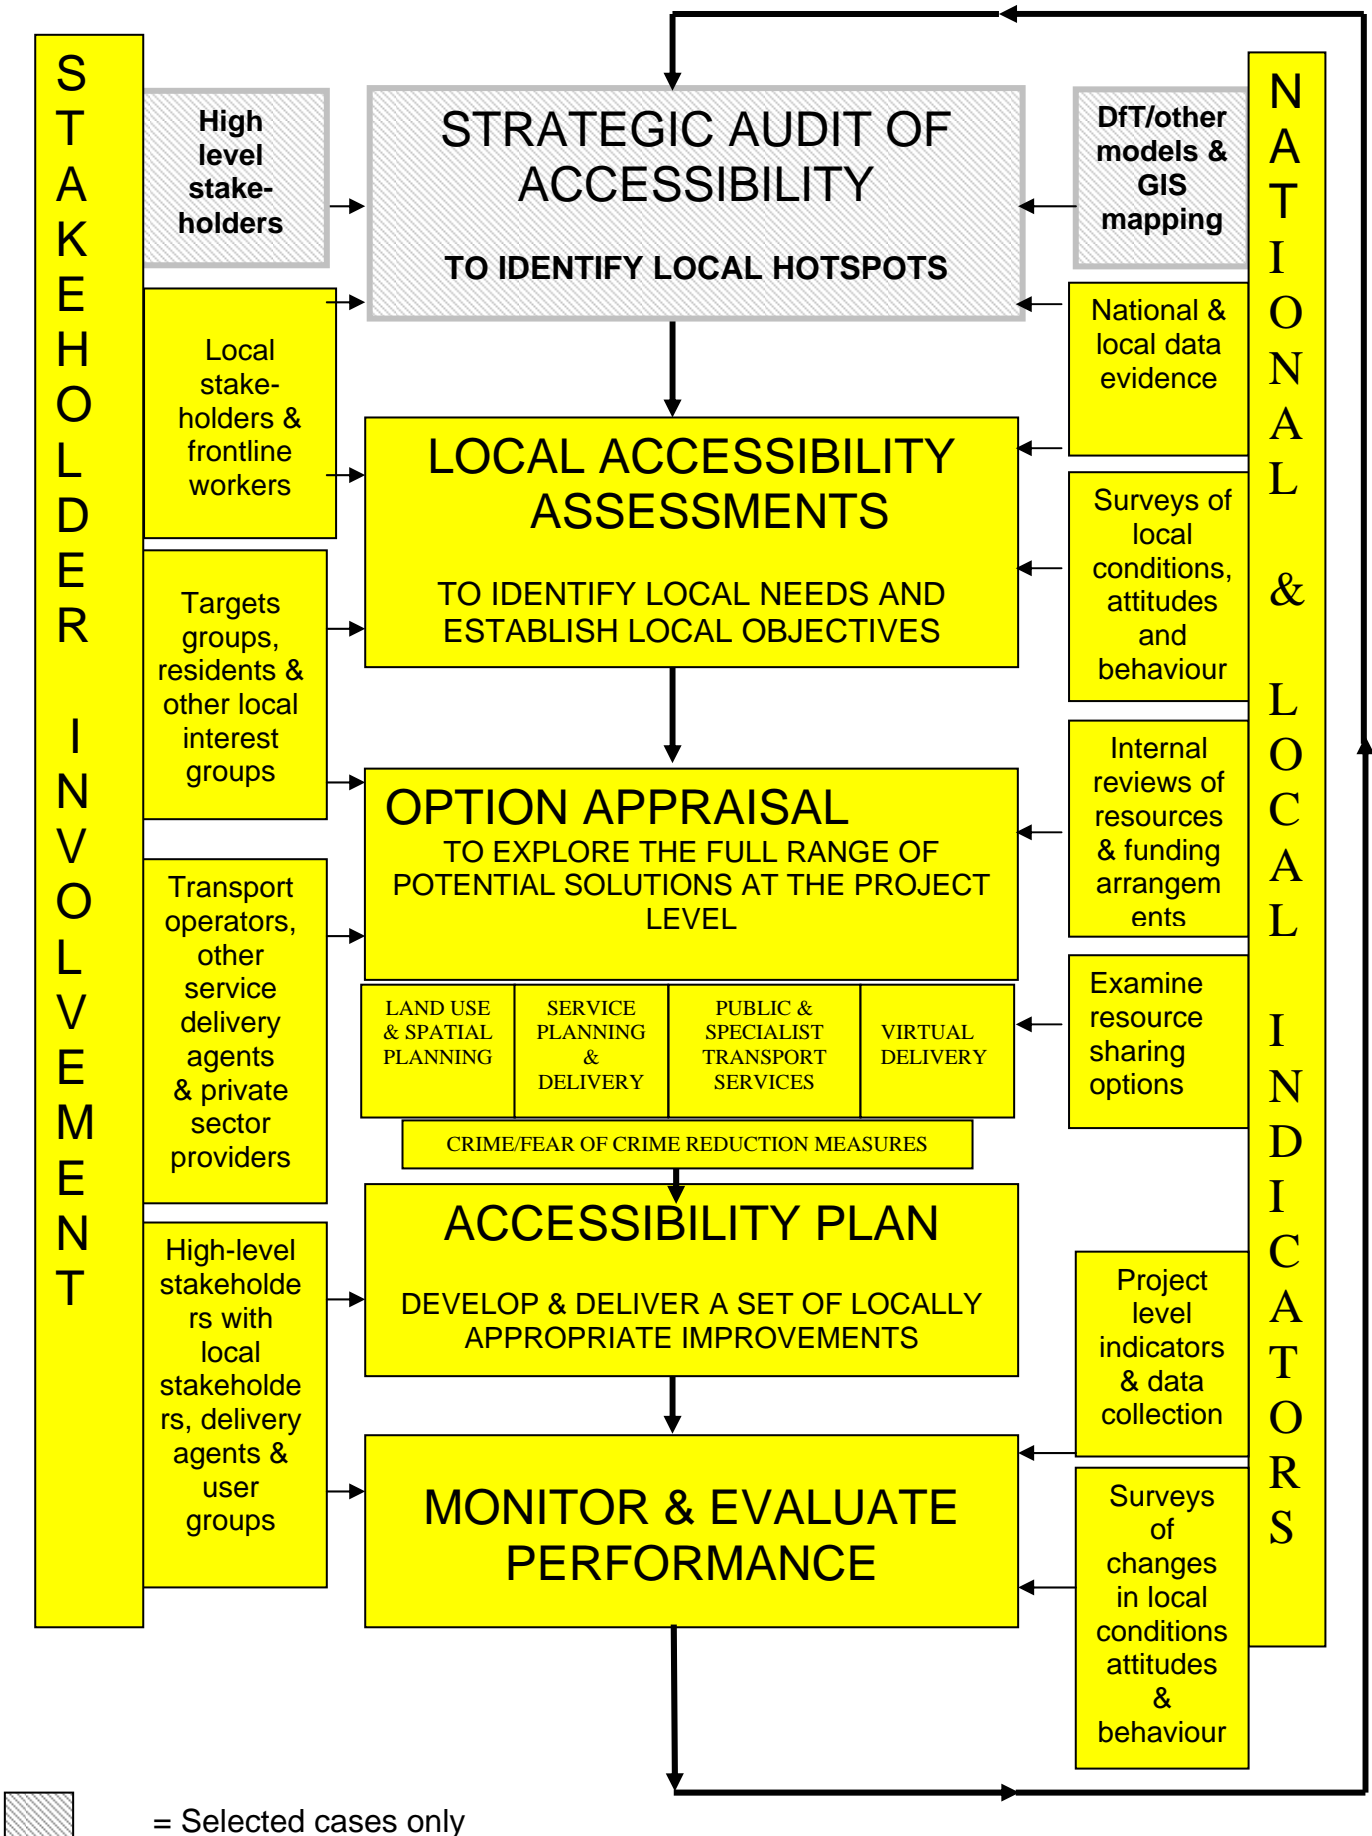 STAKEHOLDER INVOLVEMENT
High
level
stake-
holders
Local
stake-
holders &
frontline
workers
Targets
groups,
residents &
other local
interest
groups
Transport
operators,
other
service
delivery
agents
& private
sector
providers
High-level
stakeholde
rs with
local
stakeholde
rs, delivery
agents &
user
groups
STRATEGIC AUDIT OF
ACCESSIBILITY
TO IDENTIFY LOCAL HOTSPOTS
LOCAL ACCESSIBILITY
ASSESSMENTS
TO IDENTIFY LOCAL NEEDS AND
ESTABLISH LOCAL OBJECTIVES
OPTION APPRAISAL
TO EXPLORE THE FULL RANGE OF
POTENTIAL SOLUTIONS AT THE PROJECT
LEVEL
LAND USE
& SPATIAL
PLANNING
SERVICE
PLANNING
&
DELIVERY
PUBLIC &
SPECIALIST
TRANSPORT
SERVICES
VIRTUAL
DELIVERY
CRIME/FEAR OF CRIME REDUCTION MEASURES
ACCESSIBILITY PLAN
DEVELOP & DELIVER A SET OF LOCALLY
APPROPRIATE IMPROVEMENTS
MONITOR & EVALUATE
PERFORMANCE
DfT/other
models &
GIS
mapping
National &
local data
evidence
Surveys of
local
conditions,
attitudes
and
behaviour
Internal
reviews of
resources
& funding
arrangem
ents
Examine
resource
sharing
options
Project
level
indicators
& data
collection
Surveys
of
changes
in local
conditions
attitudes
&
behaviour
NATIONAL & LOCAL INDICATORS
= Selected cases only